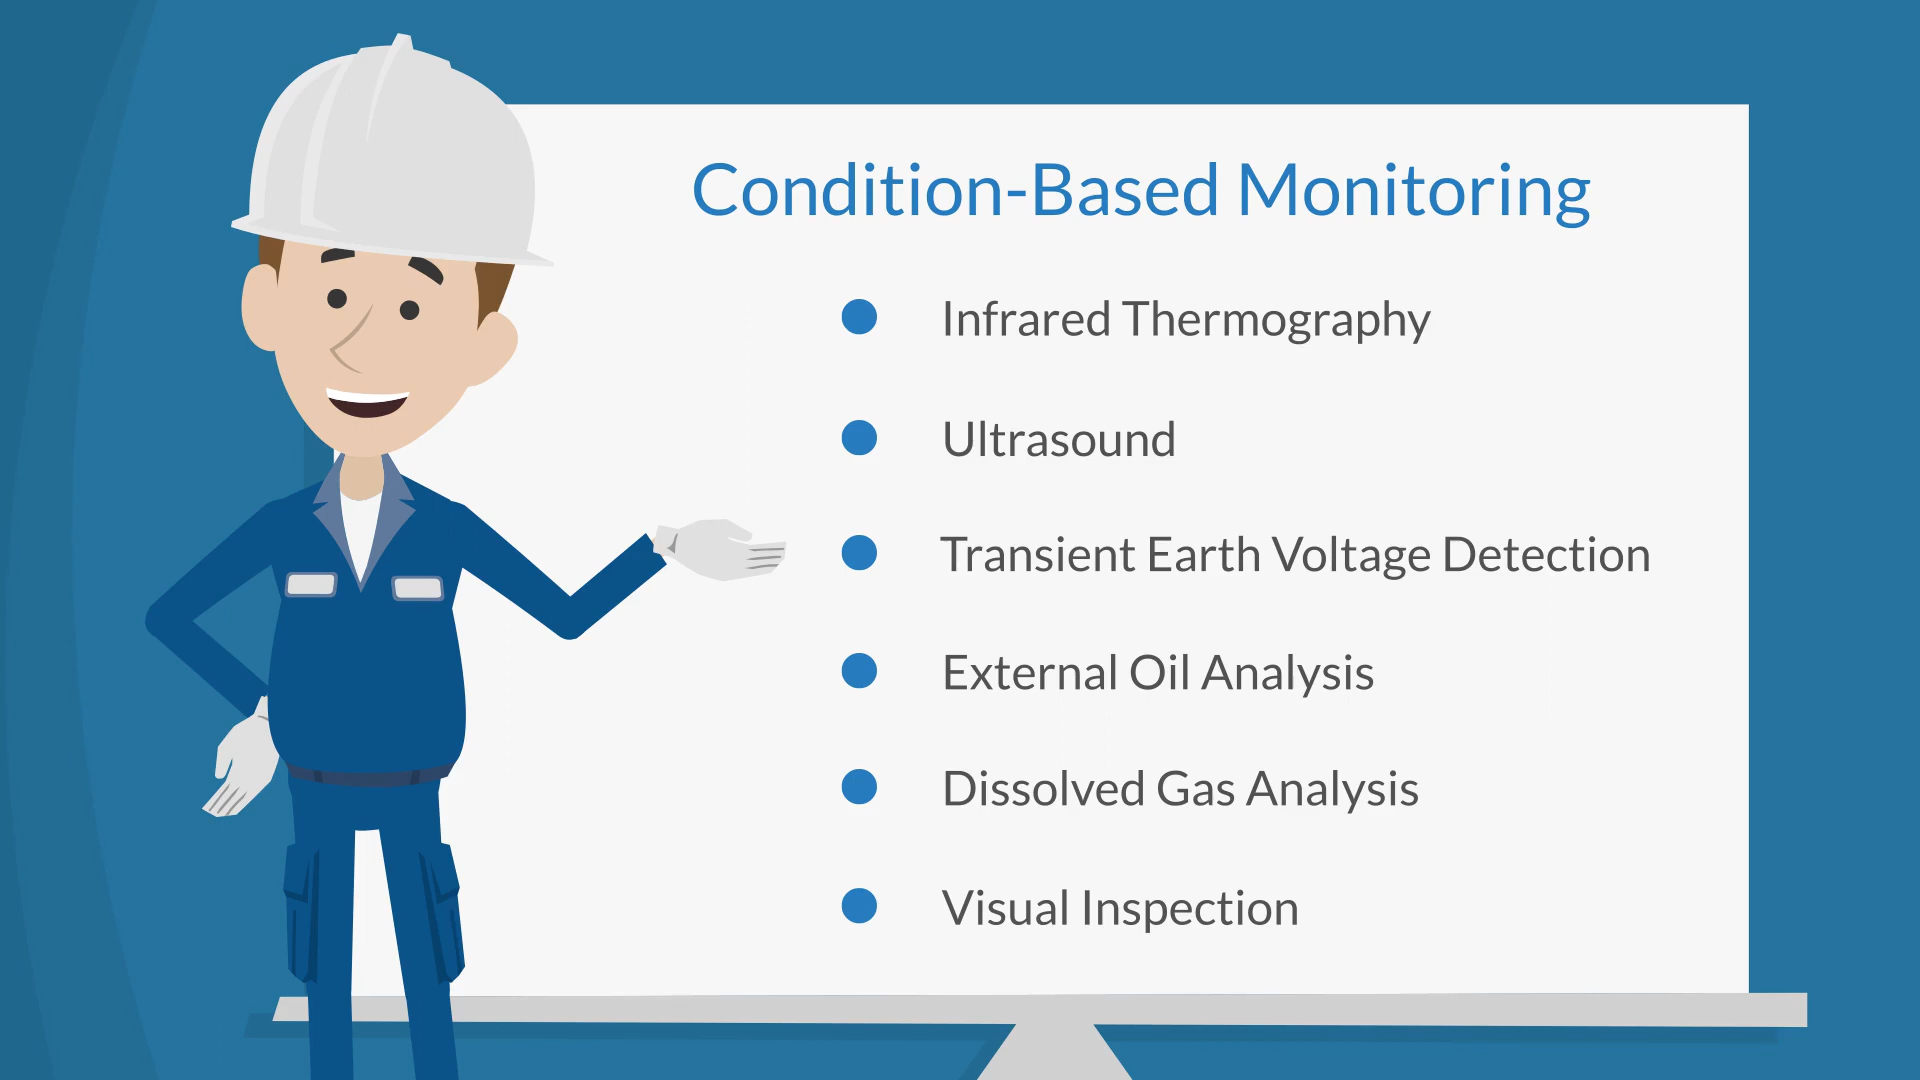 Condition-Based Monitoring
Infrared Thermography
Ultrasound
Transient Earth Voltage Detection
External Oil Analysis
Dissolved Gas Analysis
Visual Inspection